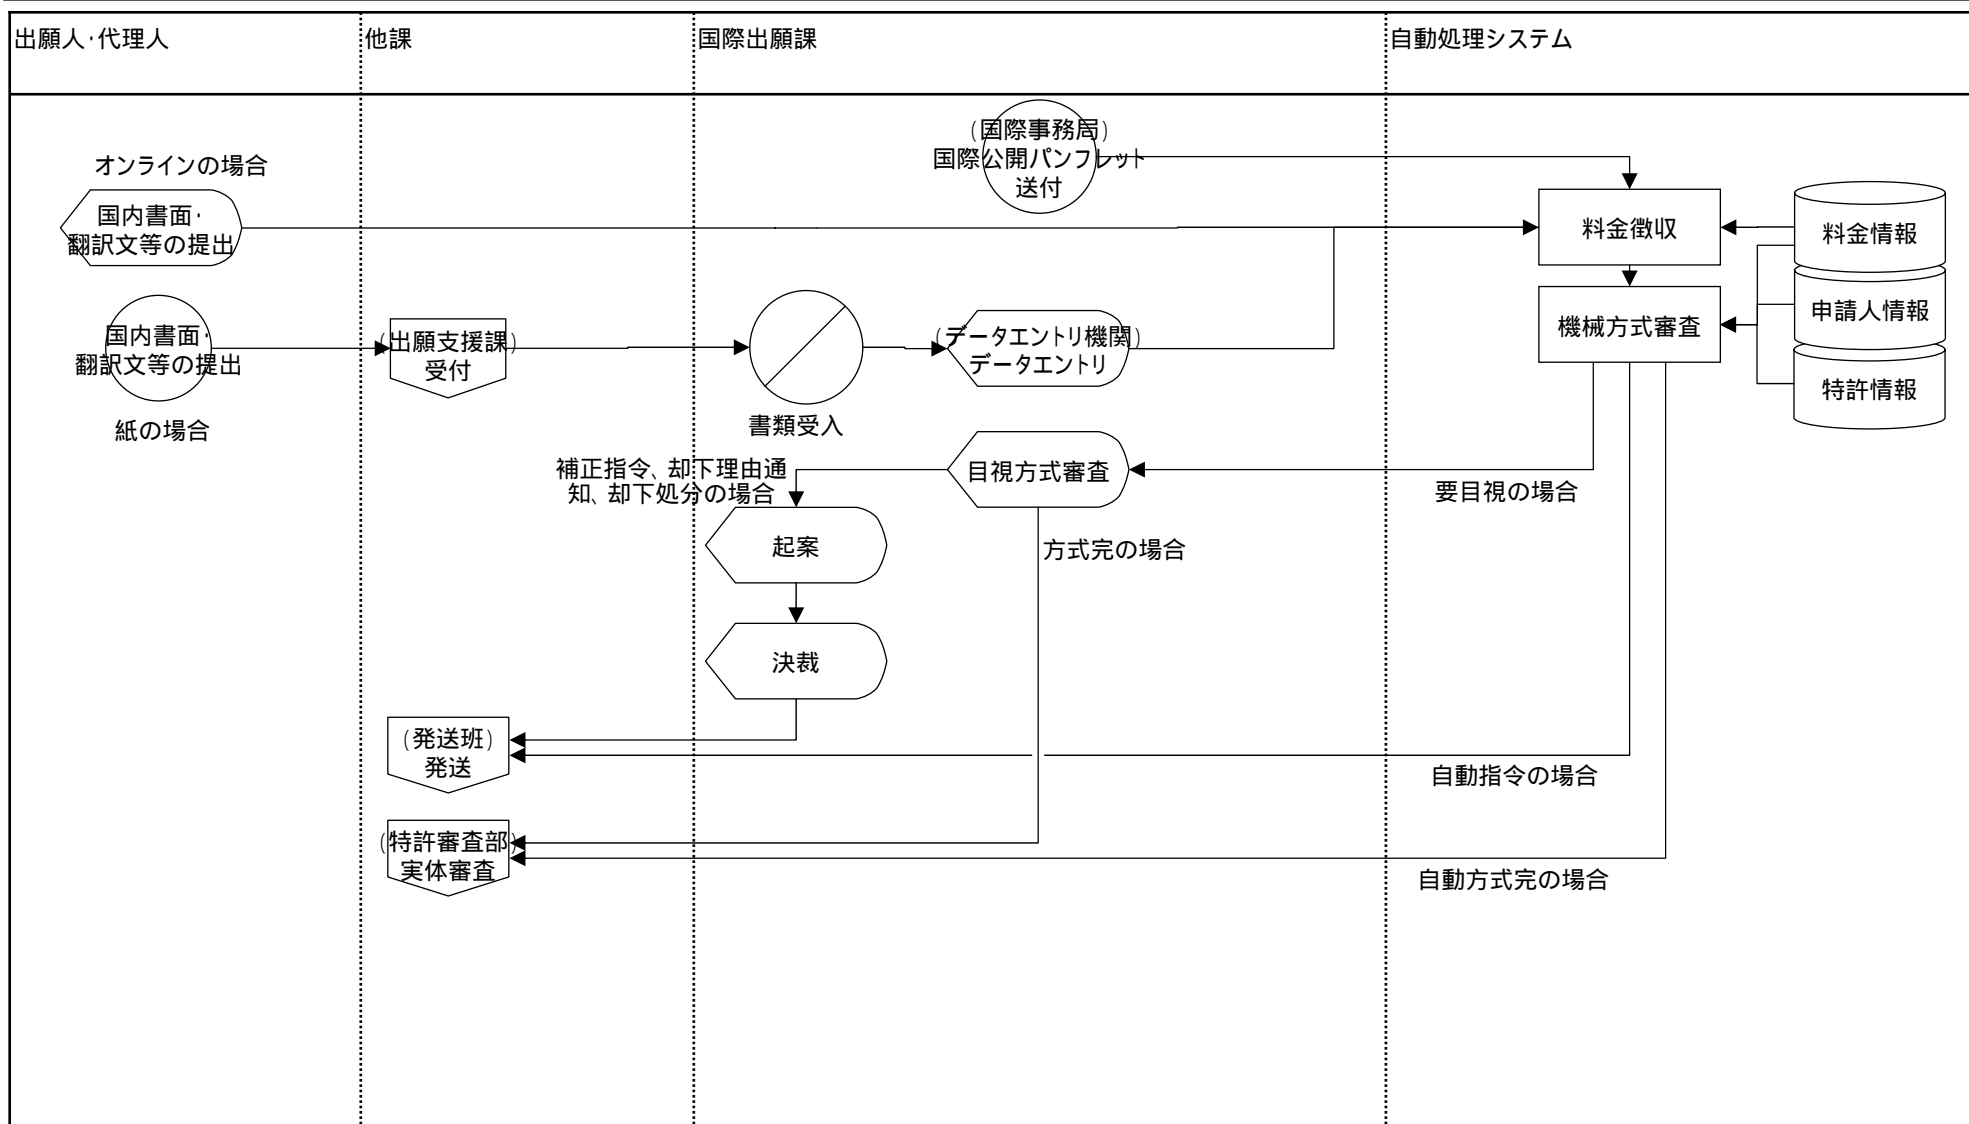 出願人・代理人
他課
国際出願課
自動処理システム
(国際事務局)
国際公開パンフレット
送付
オンラインの場合
国内書面・
翻訳文等の提出
料金徴収
料金情報
国内書面・
翻訳文等の提出
紙の場合
(出願支援課)
受付
書類受入
(データエントリ機関)
データエントリ
機械方式審査
申請人情報
特許情報
補正指令、却下理由通
知、却下処分の場合
目視方式審査
要目視の場合
起案
方式完の場合
決裁
(発送班)
発送
自動指令の場合
(特許審査部)
実体審査
自動方式完の場合